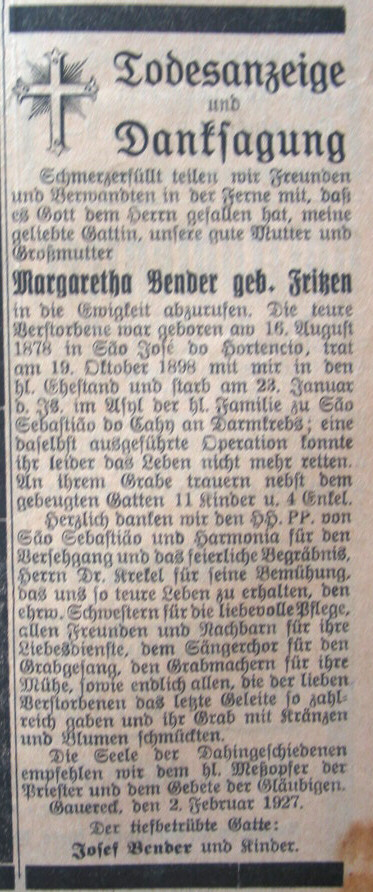 Todesanzeige
und
Danksagung
Schmerzerfüllt teilen wir Freunden
und Verwandten in der Ferne mit, daß
es Gott dem Herrn gefallen hat, meine
geliebte Gattin, unsere gute Mutter und
Großmutter
Margaretha Bender geb. Fritzen
in die Ewigkeit abzurufen. Die teure
Verstorbene war geboren am 16. August
1878 in São José do Hortencio, trat
am 19. Oktober 1898 mit mir in den
hl. Ehestand und starb am 23. Januar
d. Js. im Asyl der hl. Familie zu São
Sebastião do Cahy an Darmkrebs; eine
daselbst ausgeführte Operation konnte
ihr leider das Leben nicht mehr retten.
An ihrem Grabe trauern nebst dem
gebeugten Gatten 11 Kinder u. 4 Enkel.
Herzlich danken wir den HH. PP. von
São Sebastião und Harmonia für den
Versehgang und das feierliche Begräbnis,
Herrn Dr. Krekel für seine Bemühung,
das uns so teure Leben zu erhalten, den
ehrw. Schwestern für die liebevolle Pflege,
allen Freunden und Nachbarn für ihre
Liebesdienste, dem Sängerchor für den
Grabgesang, den Grabmachern für ihre
Mühe, sowie endlich allen, die der lieben
Verstorbenen das letzte Geleite so zahl-
reich gaben und ihr Grab mit Kränzen
und Blumen schmückten.
Die Seele der Dahingeschiedenen
empfehlen wir dem hl. Meßopfer der
Priester und dem Gebete der Gläubigen.
Gauereck, den 2. Februar 1927.
Der tiefbetrübte Gatte:
Josef Bender und Kinder.